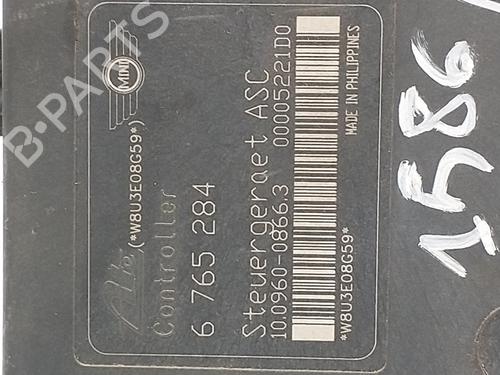 Ate
(*W8U3E08G59*)
MINI
Controller
6 765 284
Steuergeraet ASC
10.0960-0866.3 00005221D0
*W8U3E08G59*
MADE IN PHILIPPINES
1586
B-PARTS